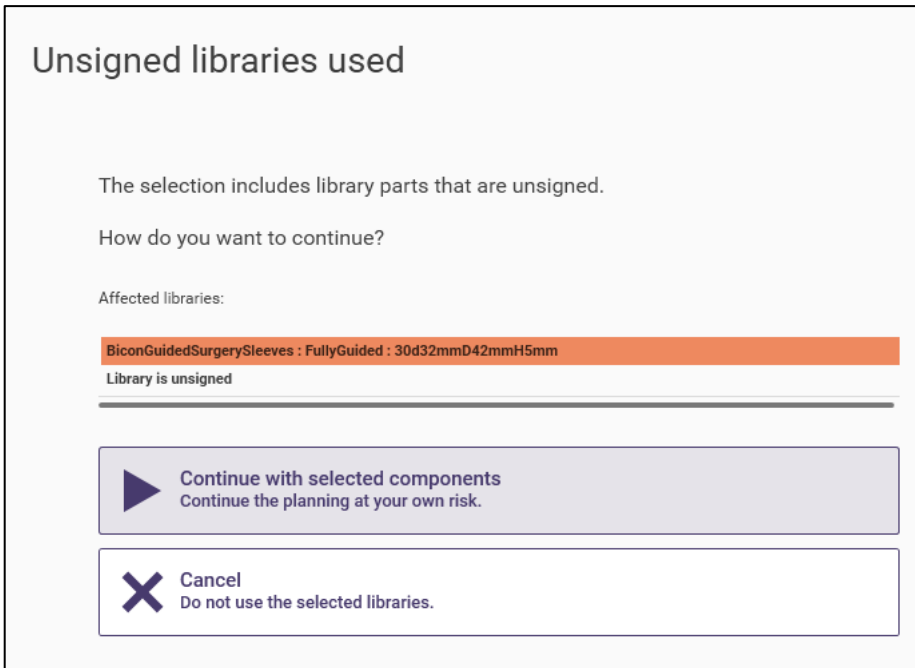 Unsigned libraries used
The selection includes library parts that are unsigned.
How do you want to continue?
Affected libraries:
BiconGuidedSurgerySleeves : FullyGuided : 30d32mmD42mmH5mm
Library is unsigned
Continue with selected components
Continue the planning at your own risk.
Cancel
Do not use the selected libraries.